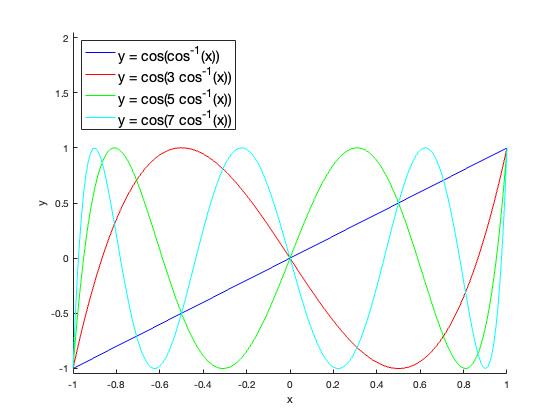 2
y = cos(cos⁻¹(x))
y = cos(3 cos⁻¹(x))
1.5
y = cos(5 cos⁻¹(x))
y = cos(7 cos⁻¹(x))
1
0.5
y
0
-0.5
-1
-1 -0.8 -0.6 -0.4 -0.2 0 0.2 0.4 0.6 0.8 1
x